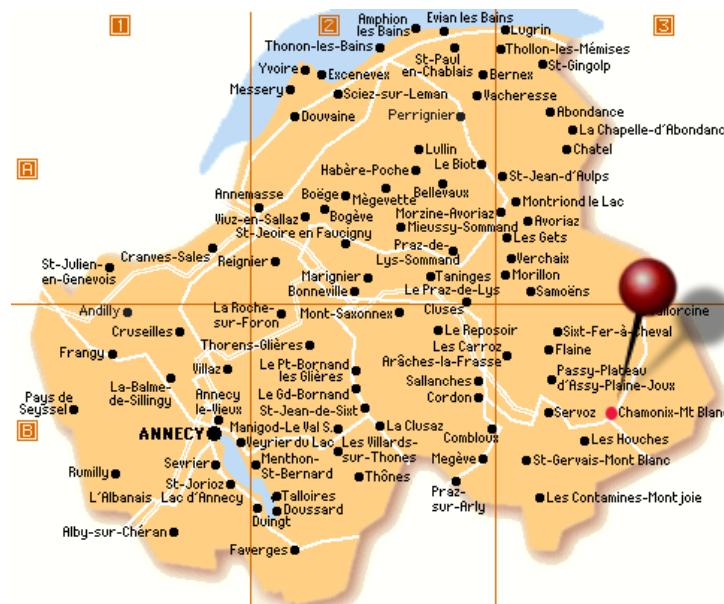 1
2
3
Amphion
les Bains
Evian les Bains
Lugrin
Thonon-les-Bains
St-Paul
en-Chablais
Thollon-les-Mémises
St-Gingolp
Yvoire
Excenevex
Bernex
Messery
Sciez-sur-Leman
Vacheresse
Douvaine
Perrignier
Abondance
La Chapelle-d'Abondanc
Lullin
Chatel
A
Habère-Poche
Le Biot
St-Jean-d'Aulps
Annemasse
Boëge
Mègevette
Bellevaux
Montriond le Lac
Viuz-en-Sallaz
Bogève
Morzine-Avoriaz
Avoriaz
St-Jeoire en Faucigny
Mieussy-Sommand
Les Gets
Cranves-Sales
Praz-de-
Lys-Sommand
Verchaix
St-Julien-
en-Genevois
Reignier
Marignier
Taninges
Morillon
Bonneville
Le Praz-de-Lys
Samoëns
Andilly
La Roche-
sur-Foron
Mont-Saxonnex
Cluses
allorcine
Cruseilles
Le Reposoir
Sixt-Fer-à-Cheval
Frangy
Thorens-Glières
Les Carroz
Arâches-la-Frasse
Flaine
Villaz
Le Pt-Bornand
les Glières
Passy-Plateau
d'Assy-Plaine-Joux
La-Balme-
de-Sillingy
Sallanches
Pays de
Seyssel
Annecy
le-Vieux
Le Gd-Bornand
Cordon
St-Jean-de-Sixt
Servoz
Chamonix-Mt Blanc
B
ANNECY
Manigod-Le Val S.
La Clusaz
Combloux
Veyrier du Lac
Les Villards-
sur-Thones
Les Houches
Sevrier
Menthon-
St-Bernard
Megève
St-Gervais-Mont Blanc
Rumilly
St-Jorioz
Thônes
Praz-
sur-Arly
L'Albanais
Lac d'Annecy
Talloires
Les Contamines-Montjoie
Doussard
Duingt
Alby-sur-Chéran
Faverges